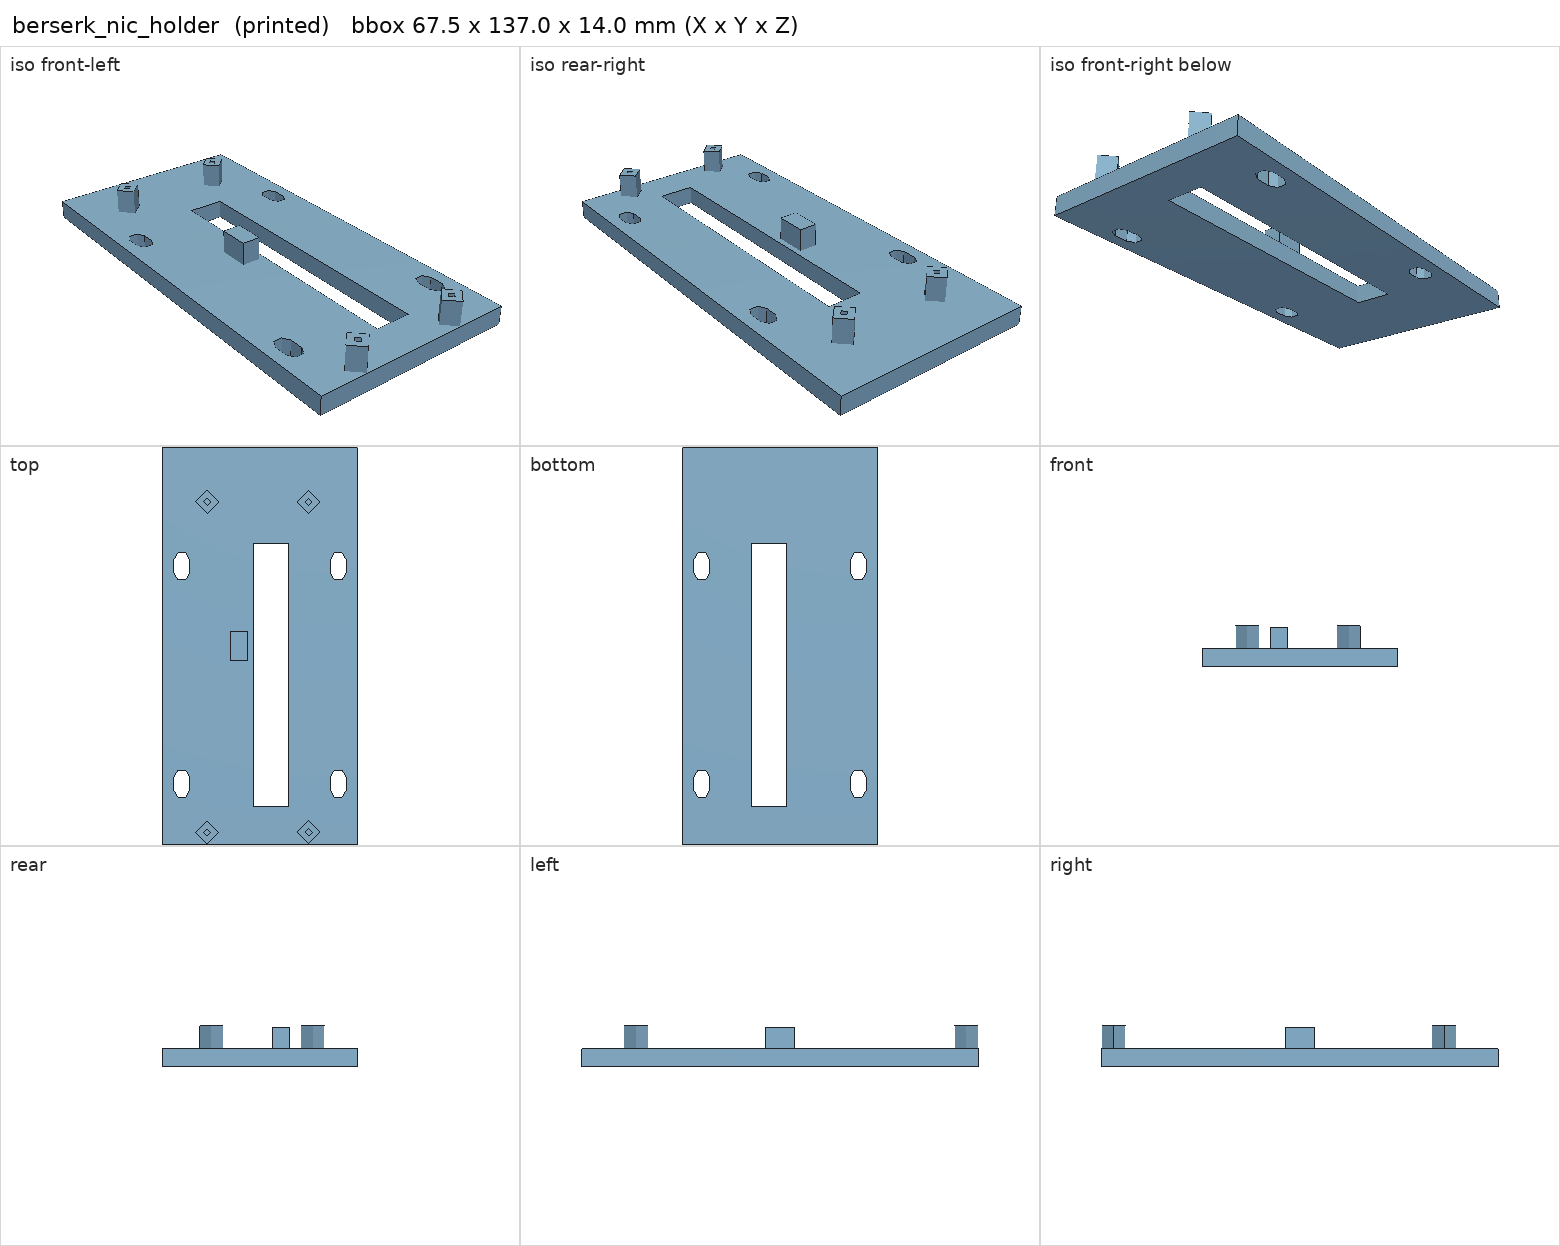 berserk_nic_holder  (printed)   bbox 67.5 x 137.0 x 14.0 mm (X x Y x Z)
iso front-left
iso rear-right
iso front-right below
top
bottom
front
rear
left
right